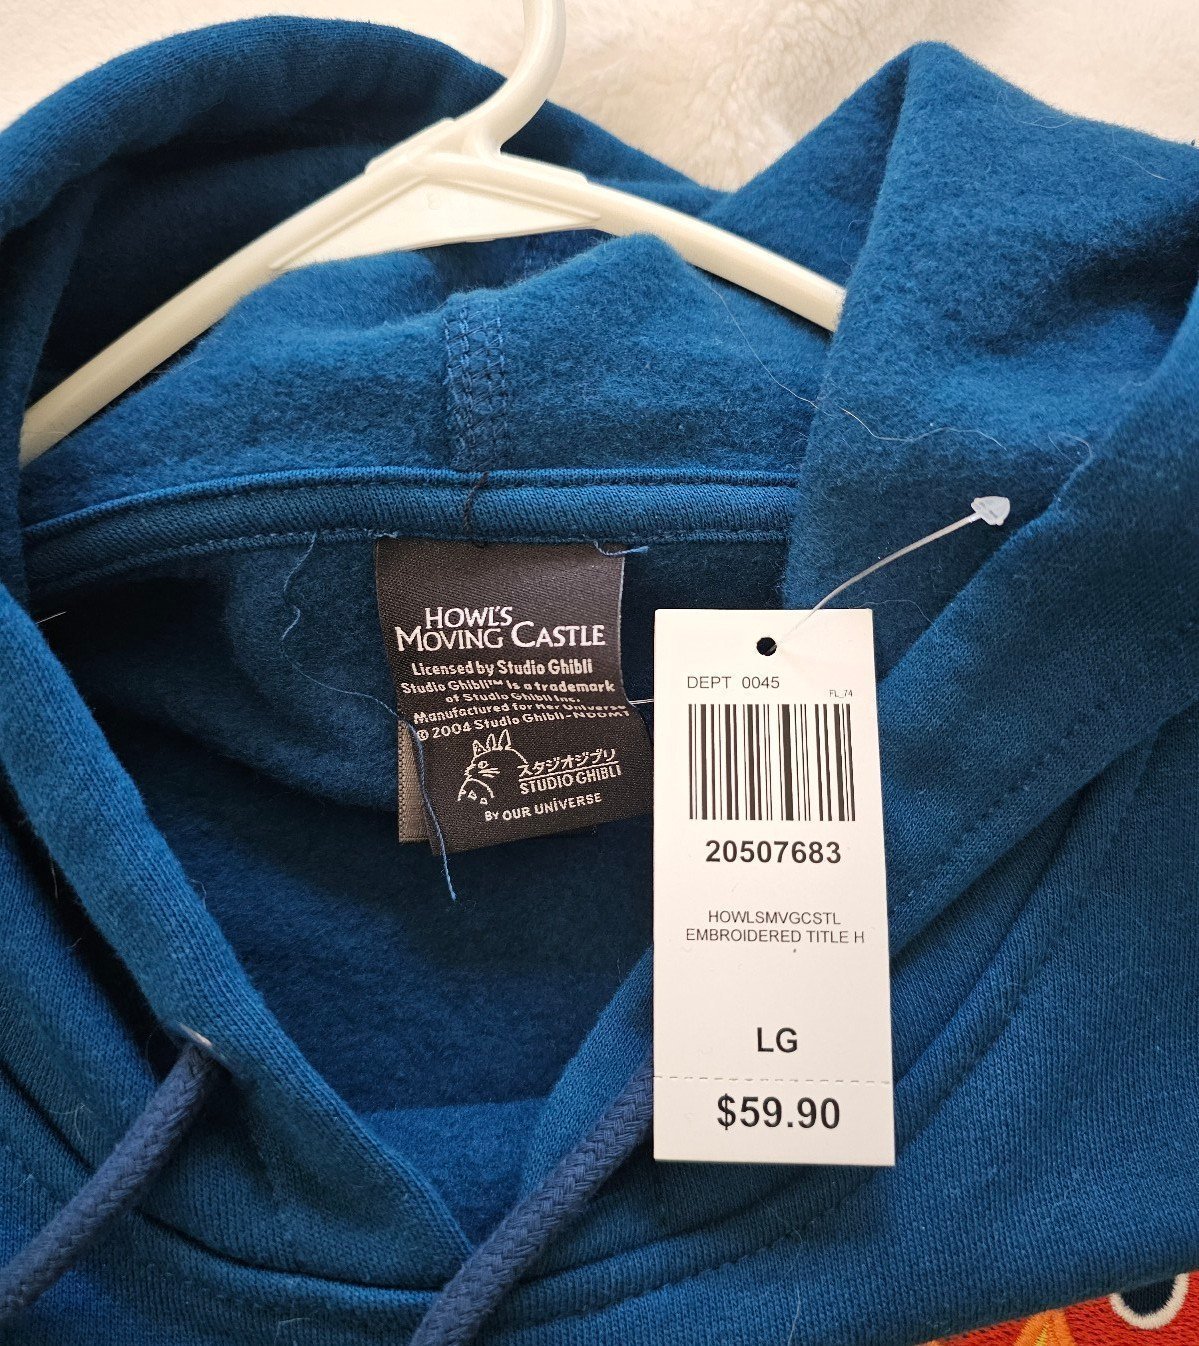 HOWL'S
MOVING CASTLE
Licensed by Studio Ghibli
Studio Ghibli™ is a trademark
of Studio Ghibli Inc.
Manufactured for Her Universe
© 2004 Studio Ghibli-NDDMT
スタジオジブリ
STUDIO GHIBLI
BY OUR UNIVERSE
DEPT 0045
FL_74
20507683
HOWLSMVGCSTL
EMBROIDERED TITLE H
LG
$59.90